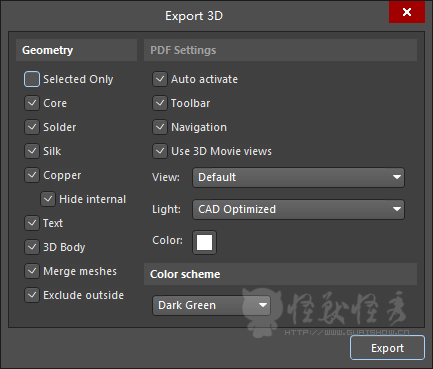 Export 3D
Geometry
Selected Only
Core
Solder
Silk
Copper
Hide internal
Text
3D Body
Merge meshes
Exclude outside
PDF Settings
Auto activate
Toolbar
Navigation
Use 3D Movie views
View: Default
Light: CAD Optimized
Color:
Color scheme
Dark Green
怪兽怪秀
HTTP://WWW.GUAISHOW.CN
Export